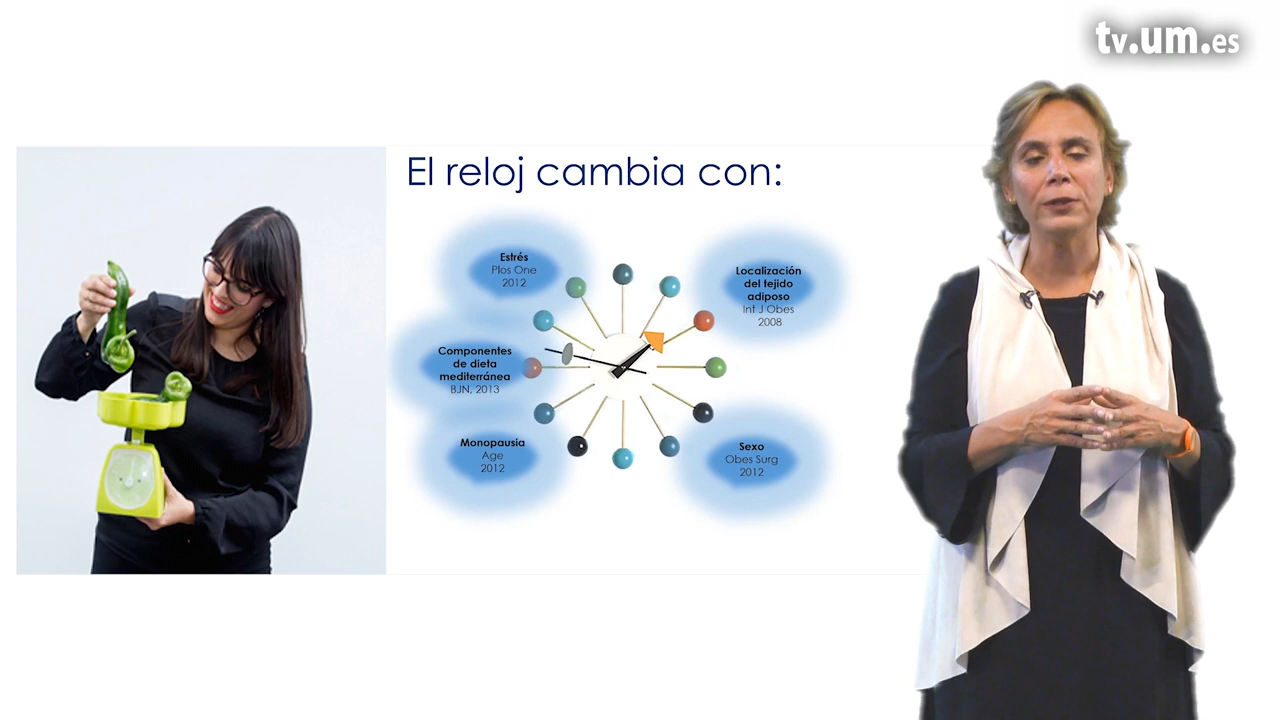 tv.um.es
El reloj cambia con:
Estrés
Plos One
2012
Localización
del tejido
adiposo
Int J Obes
2008
Componentes
de dieta
mediterránea
BJN, 2013
Monopausia
Age
2012
Sexo
Obes Surg
2012